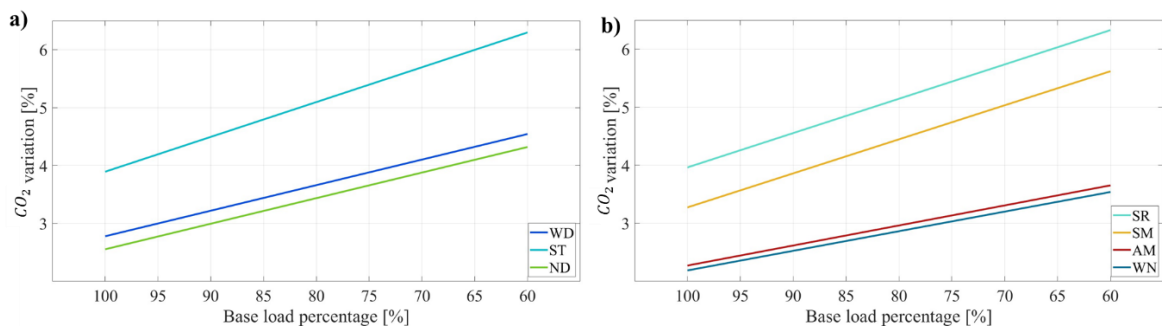 a)
CO₂ variation [%]
6
5
4
3
100 95 90 85 80 75 70 65 60
Base load percentage [%]
WD
ST
ND
b)
CO₂ variation [%]
6
5
4
3
100 95 90 85 80 75 70 65 60
Base load percentage [%]
SR
SM
AM
WN